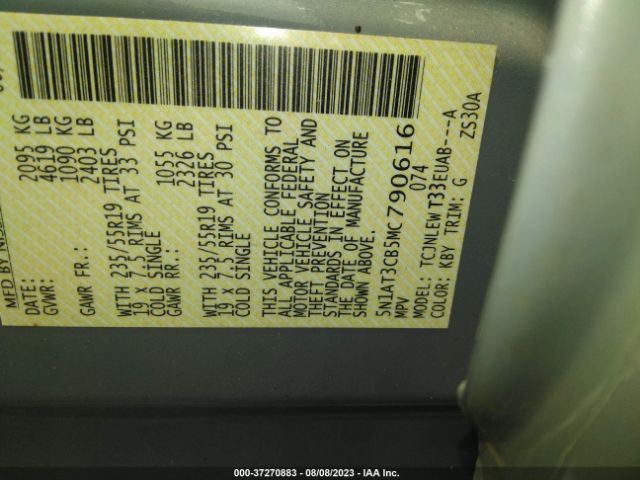 MFD BY NISS
DATE:
GVWR: 2095 KG
4619 LB
GAWR FR.: 1090 KG
2403 LB
WITH 235/55R19 TIRES
19 X 7.5 RIMS AT 33 PSI
COLD SINGLE
GAWR RR.: 1055 KG
2326 LB
WITH 235/55R19 TIRES
19 X 7.5 RIMS AT 30 PSI
COLD SINGLE
THIS VEHICLE CONFORMS TO
ALL APPLICABLE FEDERAL
MOTOR VEHICLE SAFETY AND
THEFT PREVENTION
STANDARDS IN EFFECT ON
THE DATE OF MANUFACTURE
SHOWN ABOVE.
5N1AT3CB5MC790616
MPV 074
MODEL: TCJNLEWT33EUAB---A
COLOR: KBY TRIM: G ZS30A
000-37270883 / 08/08/2023 - IAA Inc.